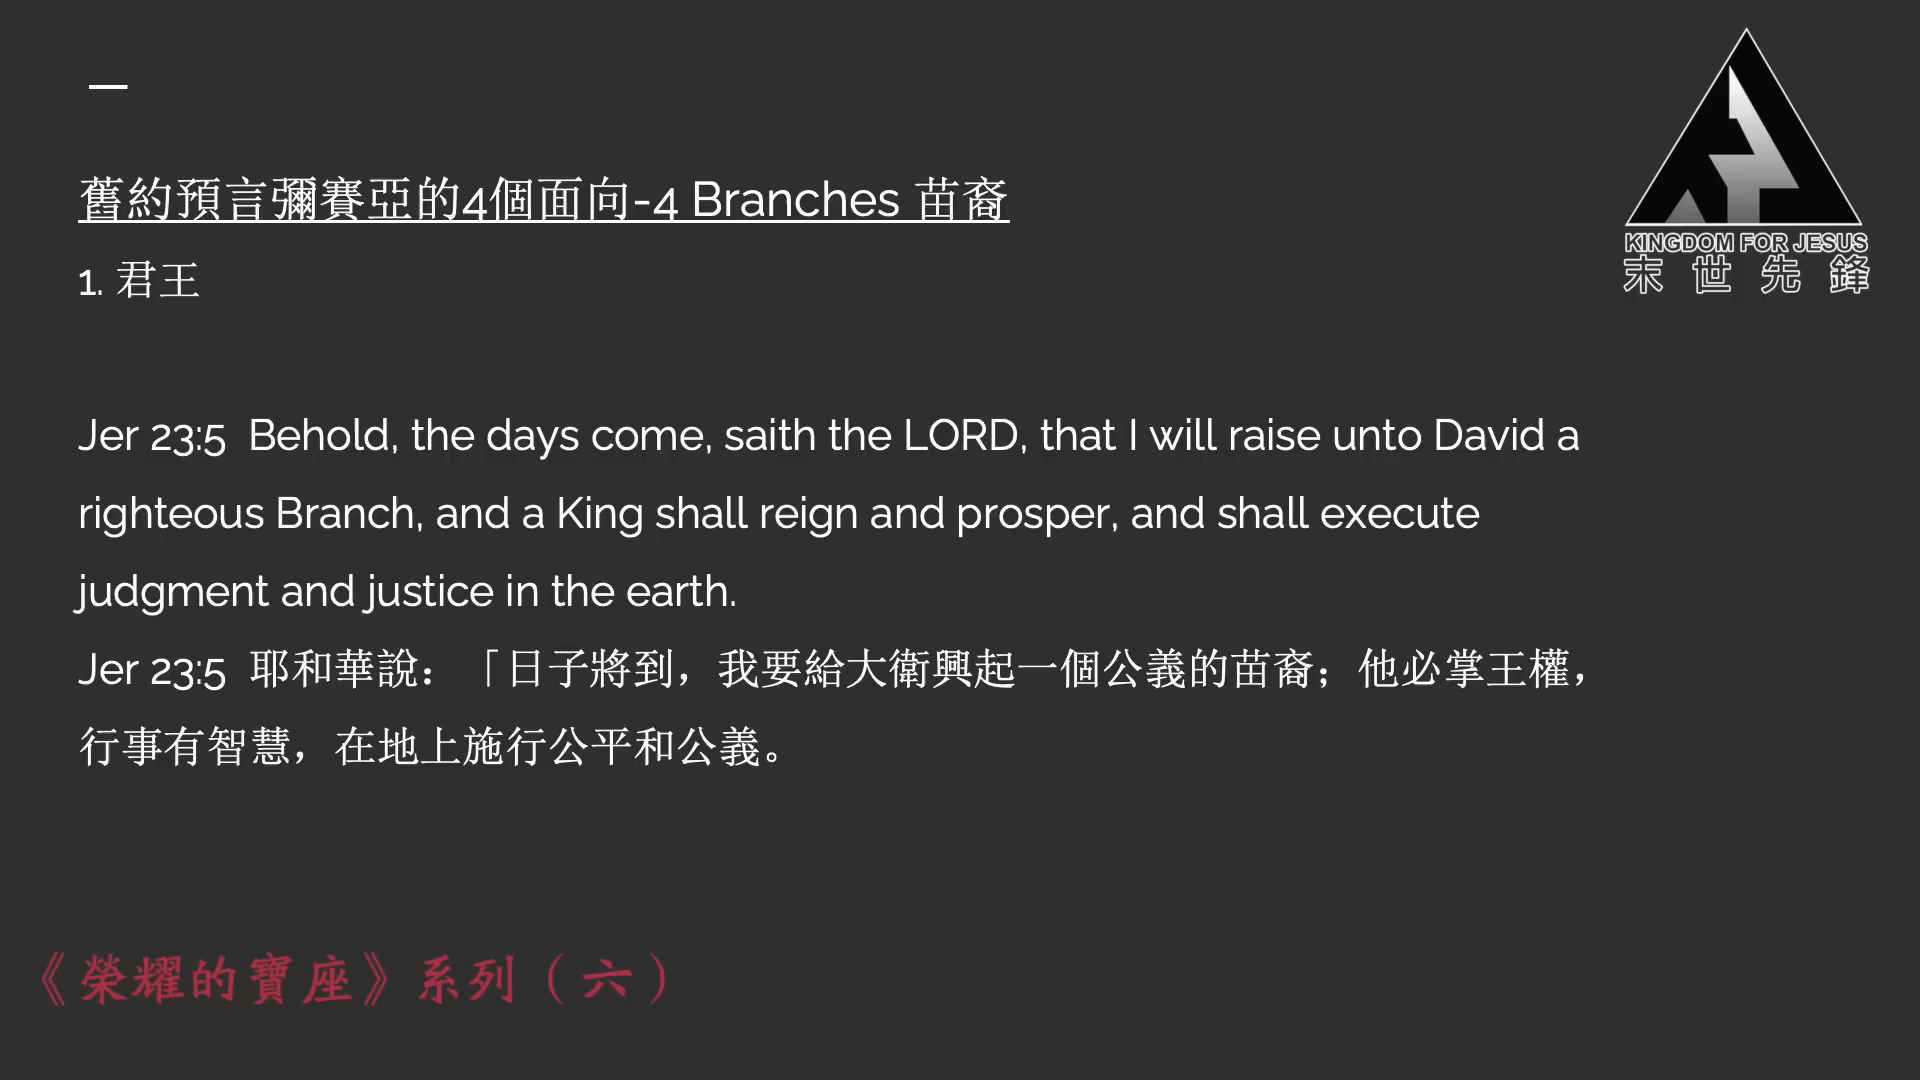 舊約預言彌賽亞的4個面向-4 Branches 苗裔
1. 君王
KINGDOM FOR JESUS
末世先鋒
Jer 23:5  Behold, the days come, saith the LORD, that I will raise unto David a
righteous Branch, and a King shall reign and prosper, and shall execute
judgment and justice in the earth.
Jer 23:5  耶和華說：「日子將到，我要給大衛興起一個公義的苗裔；他必掌王權，
行事有智慧，在地上施行公平和公義。
《榮耀的寶座》系列（六）